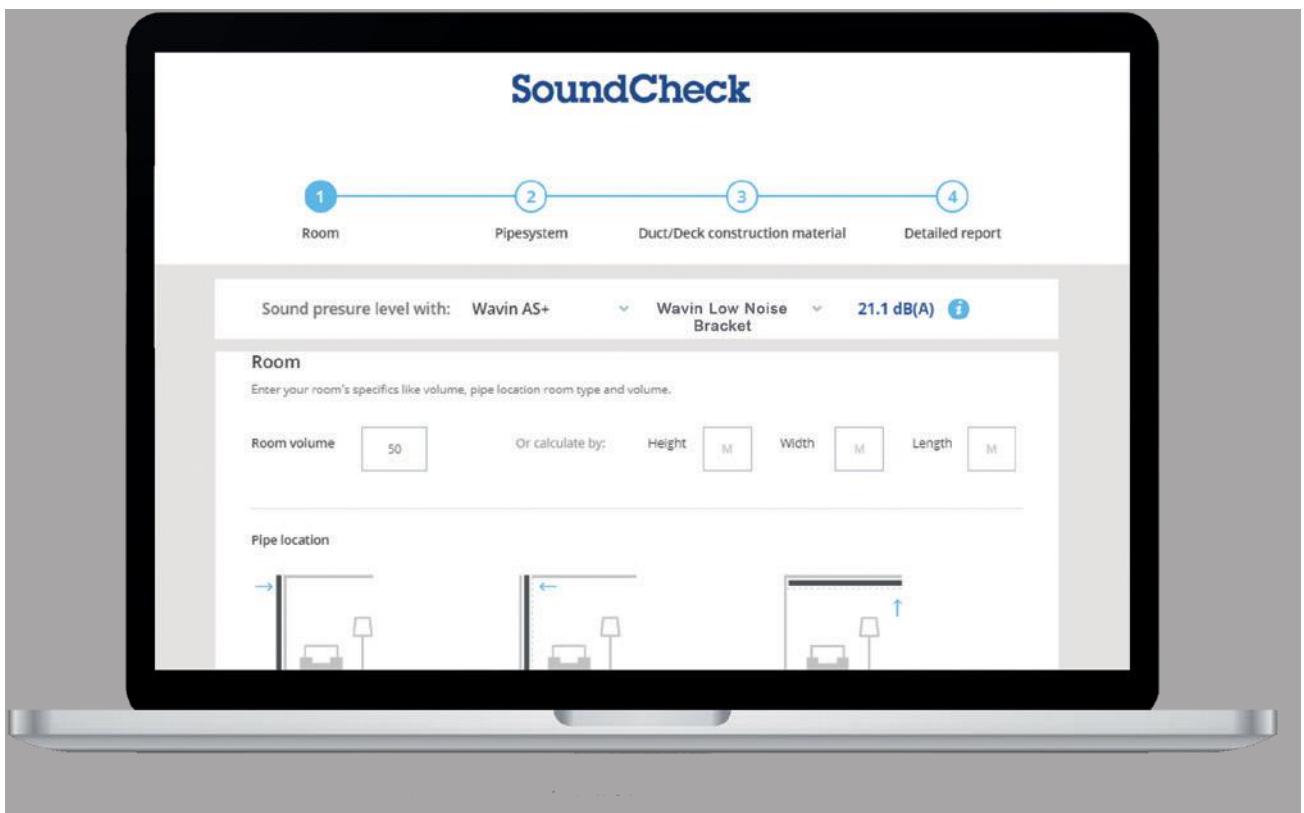 SoundCheck
1 2 3 4
Room Pipesystem Duct/Deck construction material Detailed report
Sound presure level with: Wavin AS+ Wavin Low Noise Bracket 21.1 dB(A) i
Room
Enter your room's specifics like volume, pipe location room type and volume.
Room volume 50 Or calculate by: Height M Width M Length M
Pipe location